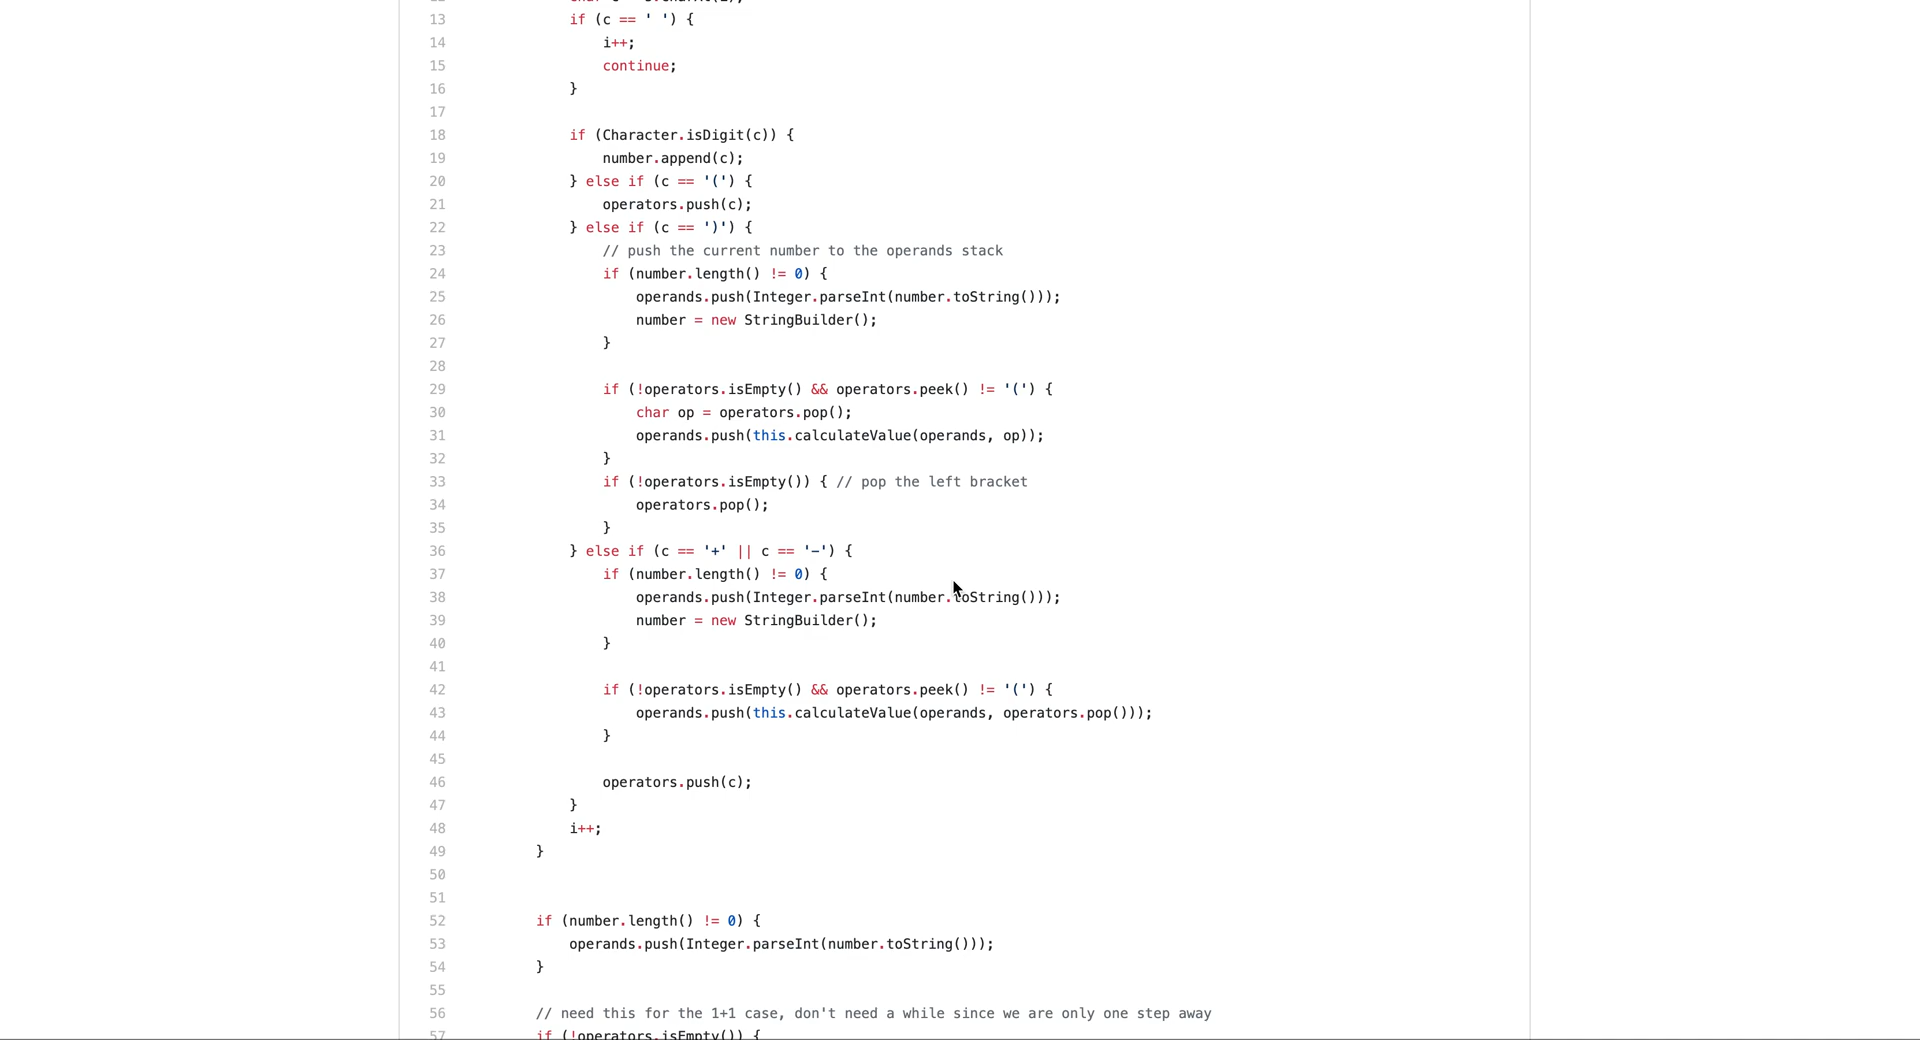 13 if (c == ' ') {
14 i++;
15 continue;
16 }
17
18 if (Character.isDigit(c)) {
19 number.append(c);
20 } else if (c == '(') {
21 operators.push(c);
22 } else if (c == ')') {
23 // push the current number to the operands stack
24 if (number.length() != 0) {
25 operands.push(Integer.parseInt(number.toString()));
26 number = new StringBuilder();
27 }
28
29 if (!operators.isEmpty() && operators.peek() != '(') {
30 char op = operators.pop();
31 operands.push(this.calculateValue(operands, op));
32 }
33 if (!operators.isEmpty()) { // pop the left bracket
34 operators.pop();
35 }
36 } else if (c == '+' || c == '-') {
37 if (number.length() != 0) {
38 operands.push(Integer.parseInt(number.toString()));
39 number = new StringBuilder();
40 }
41
42 if (!operators.isEmpty() && operators.peek() != '(') {
43 operands.push(this.calculateValue(operands, operators.pop()));
44 }
45
46 operators.push(c);
47 }
48 i++;
49 }
50
51
52 if (number.length() != 0) {
53 operands.push(Integer.parseInt(number.toString()));
54 }
55
56 // need this for the 1+1 case, don't need a while since we are only one step away
57 if (!operators.isEmpty()) {